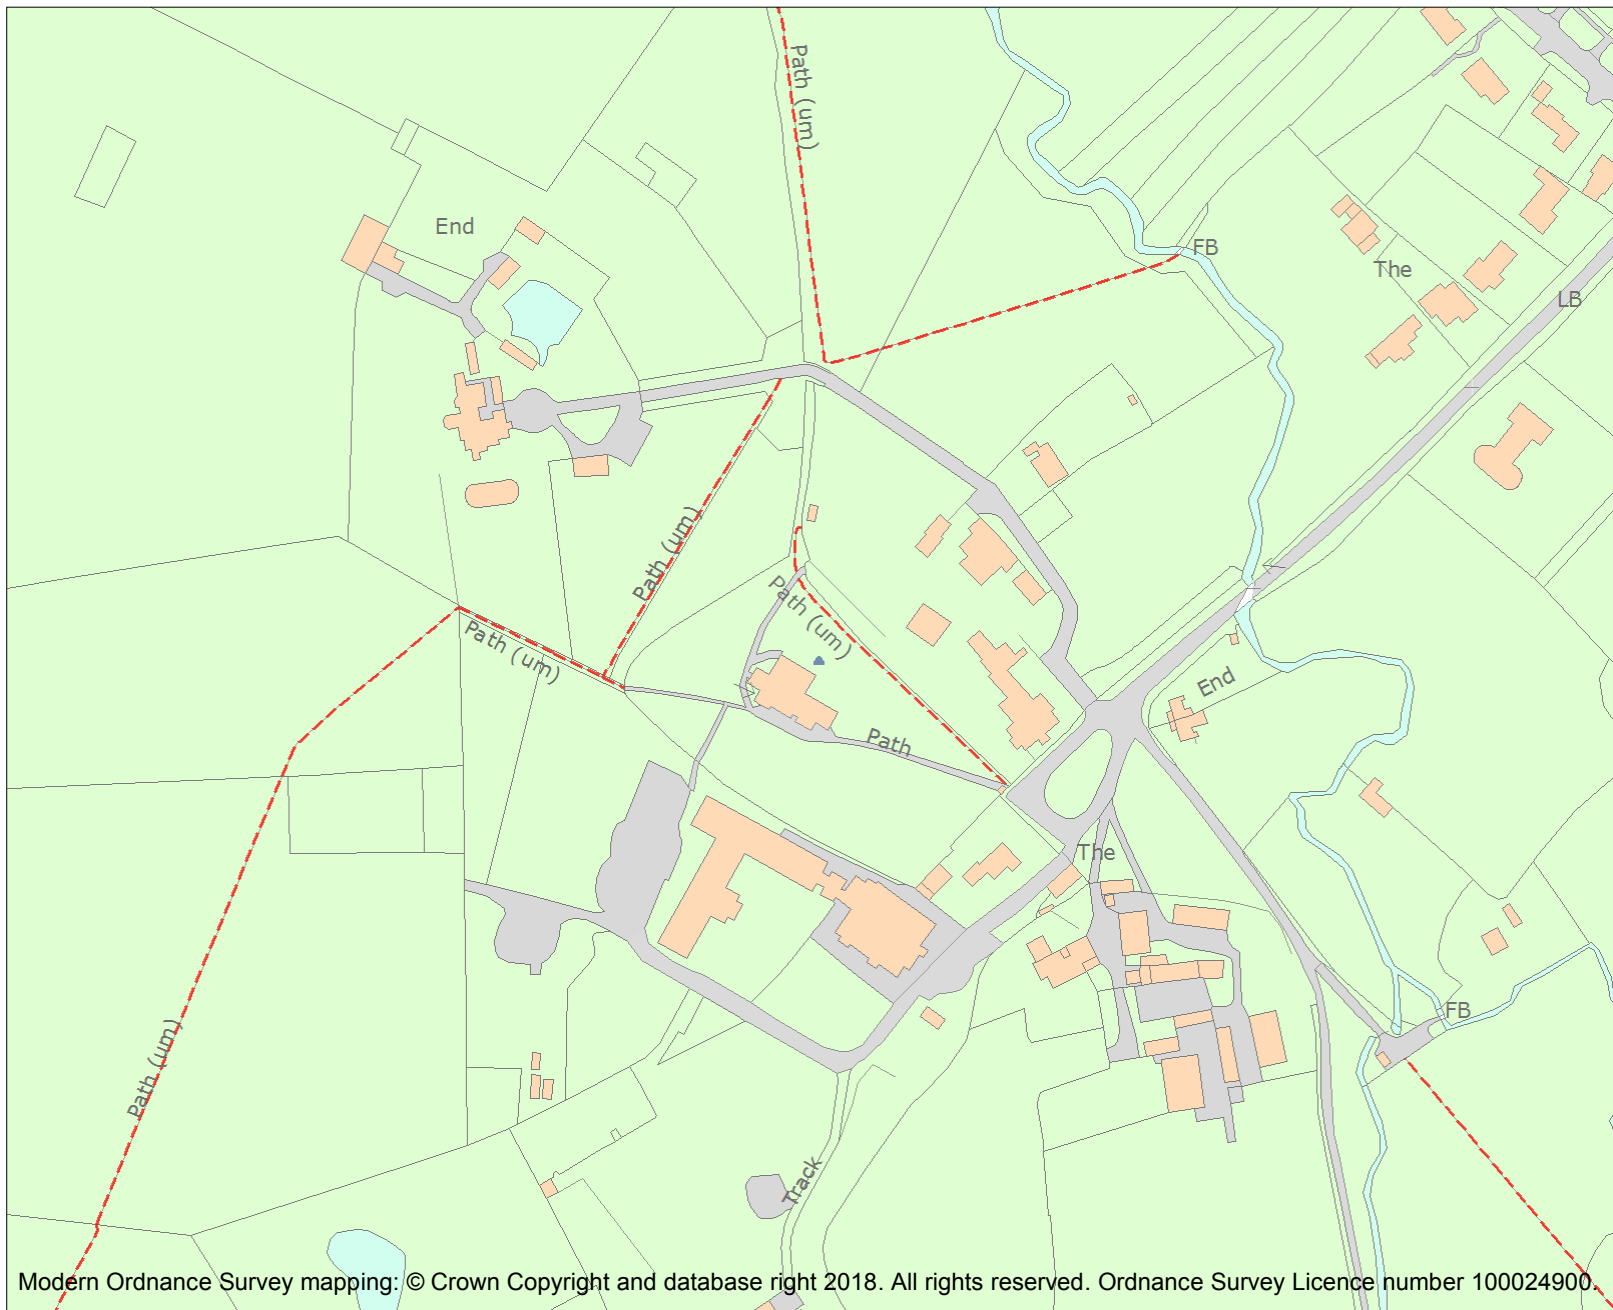 Path (um)
End
FB
The
LB
Path (um)
Path (um)
Path (um)
End
Path
The
FB
Path (um)
Track
Modern Ordnance Survey mapping: © Crown Copyright and database right 2018. All rights reserved. Ordnance Survey Licence number 100024900.